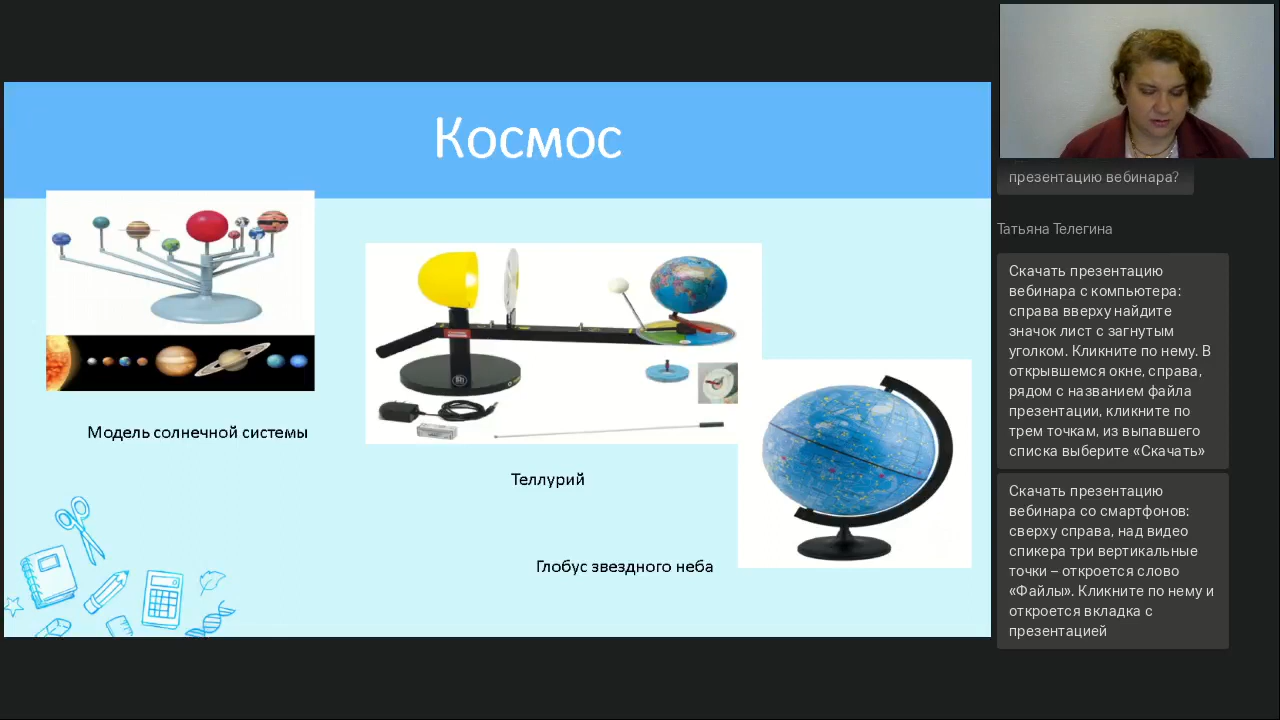 Космос
Модель солнечной системы
Теллурий
Глобус звездного неба
презентацию вебинара?
Татьяна Телегина
Скачать презентацию
вебинара с компьютера:
справа вверху найдите
значок лист с загнутым
уголком. Кликните по нему. В
открывшемся окне, справа,
рядом с названием файла
презентации, кликните по
трем точкам, из выпавшего
списка выберите «Скачать»
Скачать презентацию
вебинара со смартфонов:
сверху справа, над видео
спикера три вертикальные
точки – откроется слово
«Файлы». Кликните по нему и
откроется вкладка с
презентацией